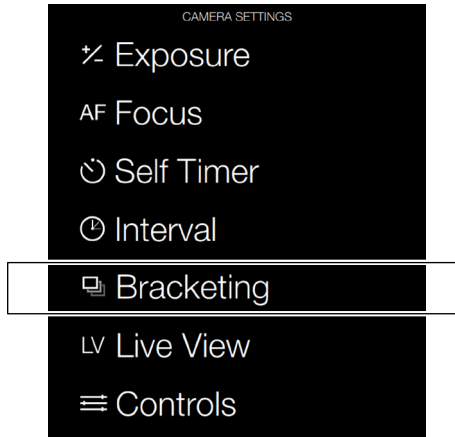 CAMERA SETTINGS
+/- Exposure
AF Focus
Self Timer
Interval
Bracketing
LV Live View
Controls